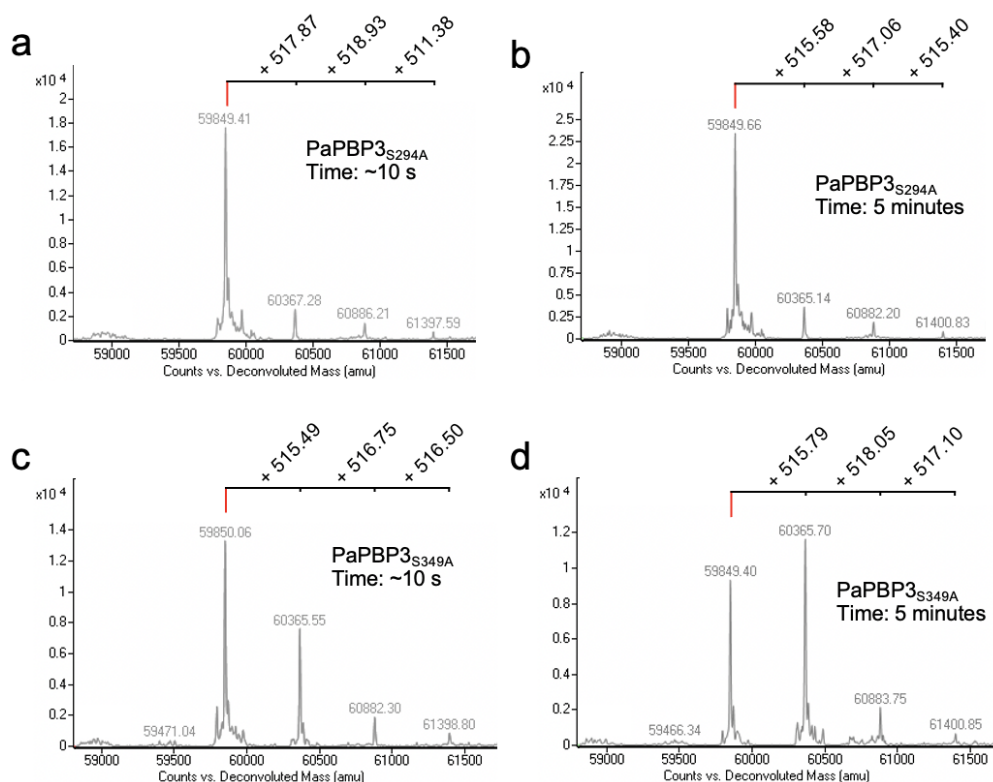 a
+ 517.87
+ 518.93
+ 511.38
x10 4
2
1.8
1.6
1.4
1.2
1
0.8
0.6
0.4
0.2
0
59849.41
PaPBP3S294A
Time: ~10 s
60367.28
60886.21
61397.59
59000 59500 60000 60500 61000 61500
Counts vs. Deconvoluted Mass (amu)
b
+ 515.58
+ 517.06
+ 515.40
x10 4
2.5
2.25
2
1.75
1.5
1.25
1
0.75
0.5
0.25
0
59849.66
PaPBP3S294A
Time: 5 minutes
60365.14
60882.20
61400.83
59000 59500 60000 60500 61000 61500
Counts vs. Deconvoluted Mass (amu)
c
+ 515.49
+ 516.75
+ 516.50
x10 4
1.4
1.2
1
0.8
0.6
0.4
0.2
0
59850.06
PaPBP3S349A
Time: ~10 s
60365.55
59471.04
60882.30
61398.80
59000 59500 60000 60500 61000 61500
Counts vs. Deconvoluted Mass (amu)
d
+ 515.79
+ 518.05
+ 517.10
x10 4
1.2
1
0.8
0.6
0.4
0.2
0
60365.70
59849.40
PaPBP3S349A
Time: 5 minutes
59466.34
60883.75
61400.85
59000 59500 60000 60500 61000 61500
Counts vs. Deconvoluted Mass (amu)